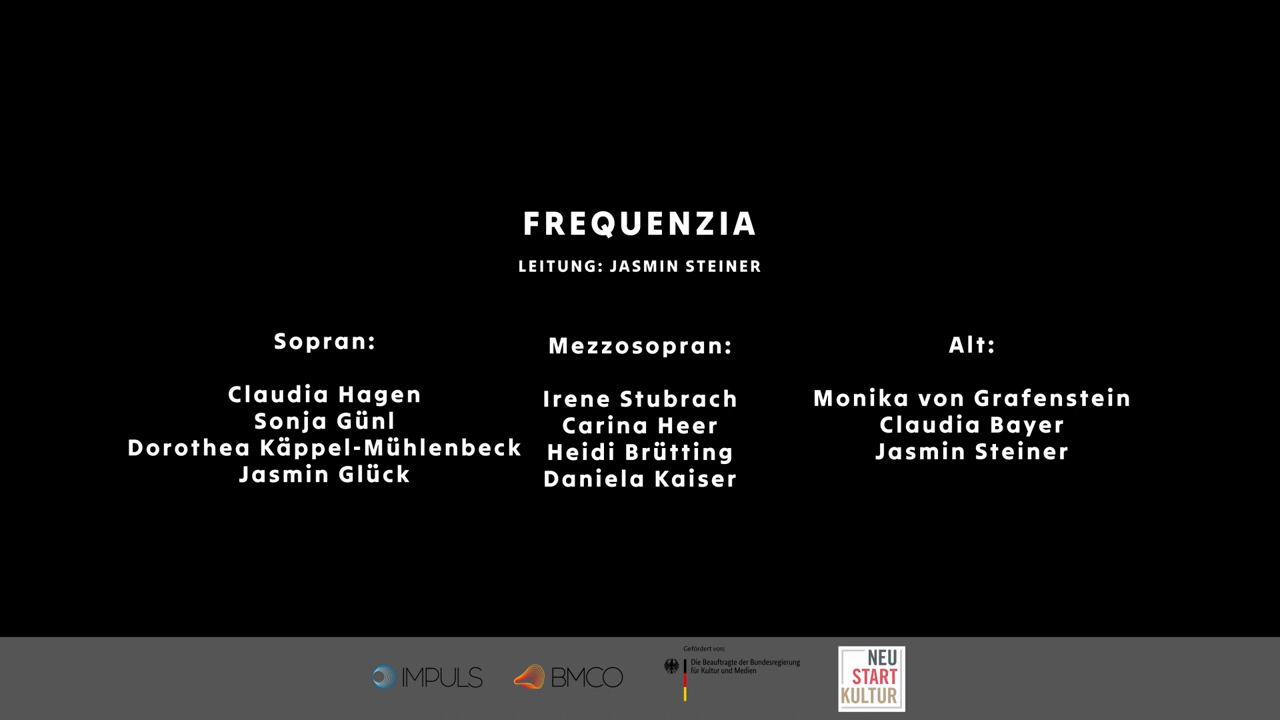 FREQUENZIA
LEITUNG: JASMIN STEINER
Sopran:
Claudia Hagen
Sonja Günl
Dorothea Käppel-Mühlenbeck
Jasmin Glück
Mezzosopran:
Irene Stubrach
Carina Heer
Heidi Brütting
Daniela Kaiser
Alt:
Monika von Grafenstein
Claudia Bayer
Jasmin Steiner
IMPULS
BMCO
Gefördert von:
Die Beauftragte der Bundesregierung
für Kultur und Medien
NEU
START
KULTUR